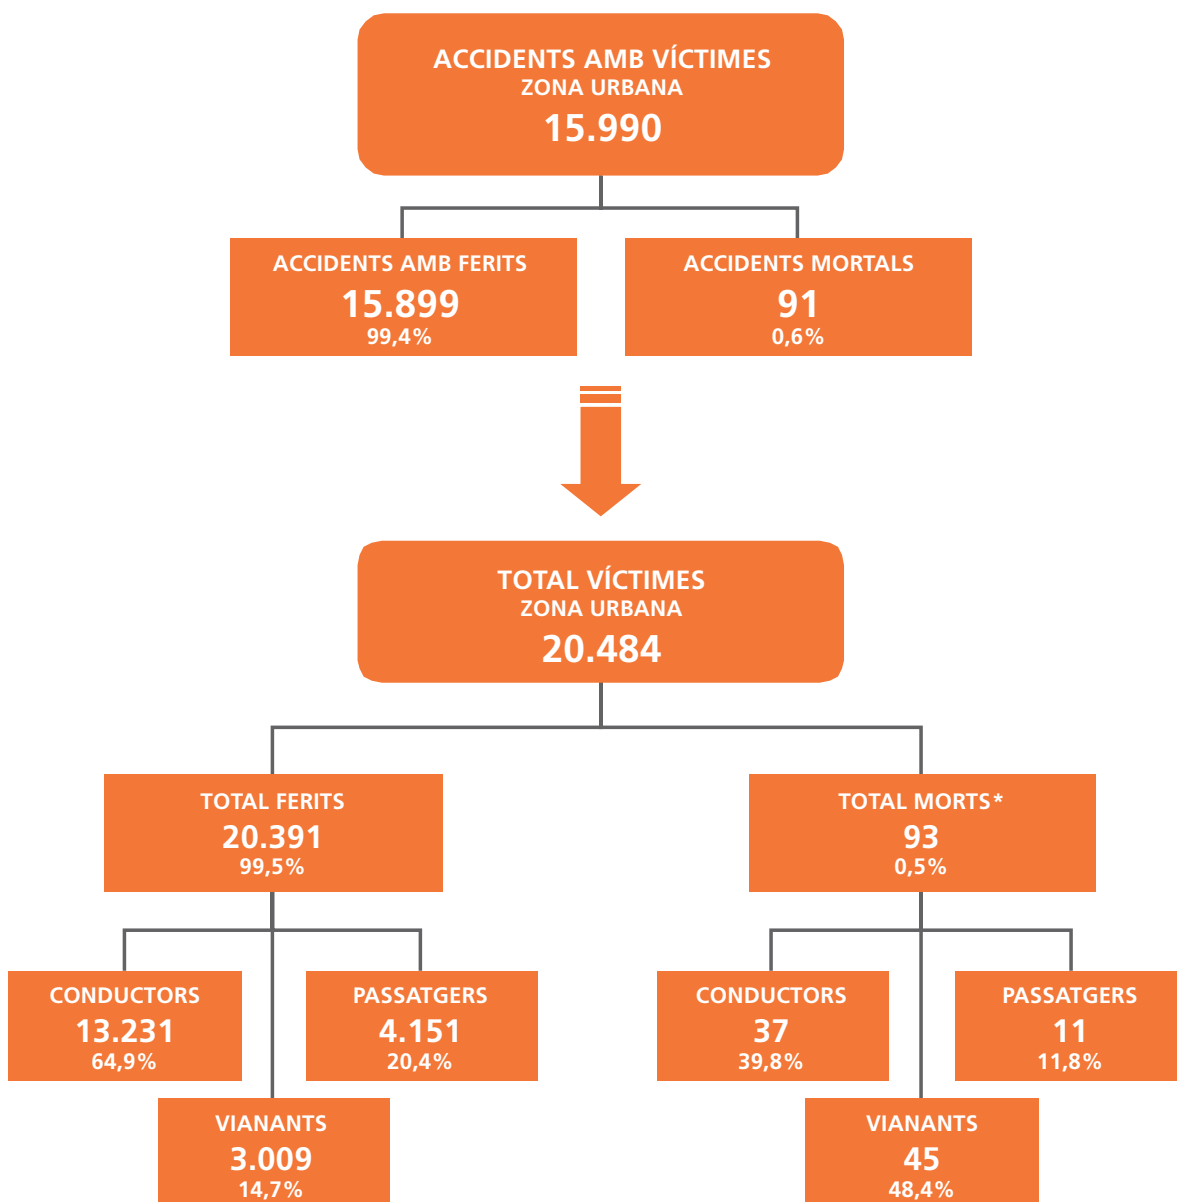 ACCIDENTS AMB VÍCTIMES
ZONA URBANA
15.990
ACCIDENTS AMB FERITS
15.899
99,4%
ACCIDENTS MORTALS
91
0,6%
TOTAL VÍCTIMES
ZONA URBANA
20.484
TOTAL FERITS
20.391
99,5%
TOTAL MORTS*
93
0,5%
CONDUCTORS
13.231
64,9%
PASSATGERS
4.151
20,4%
CONDUCTORS
37
39,8%
PASSATGERS
11
11,8%
VIANANTS
3.009
14,7%
VIANANTS
45
48,4%